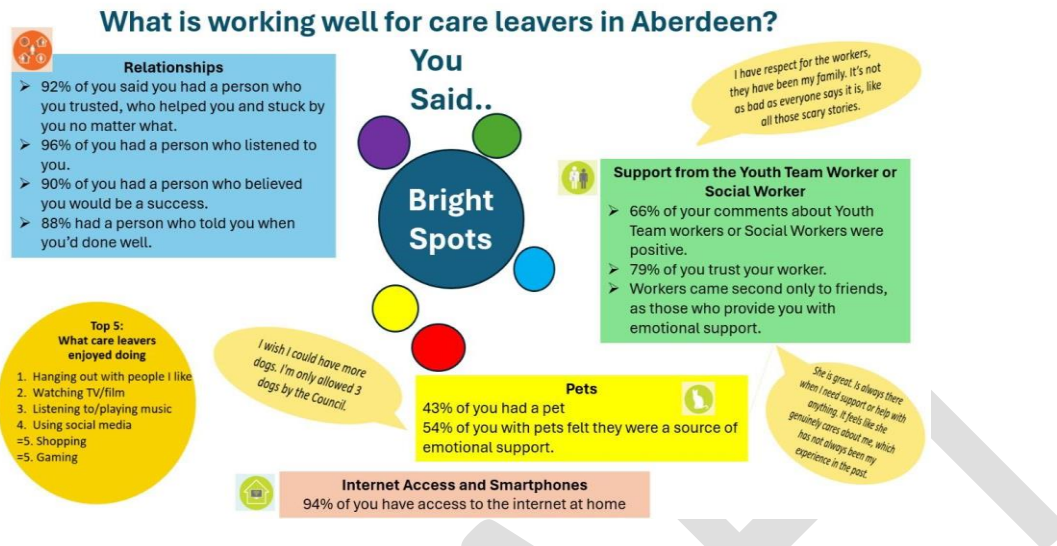 What is working well for care leavers in Aberdeen?
You
Said..
Relationships
➢ 92% of you said you had a person who
you trusted, who helped you and stuck by
you no matter what.
➢ 96% of you had a person who listened to
you.
➢ 90% of you had a person who believed
you would be a success.
➢ 88% had a person who told you when
you'd done well.
Bright
Spots
I have respect for the workers,
they have been my family. It's not
as bad as everyone says it is, like
all those scary stories.
Support from the Youth Team Worker or
Social Worker
➢ 66% of your comments about Youth
Team workers or Social Workers were
positive.
➢ 79% of you trust your worker.
➢ Workers came second only to friends,
as those who provide you with
emotional support.
Top 5:
What care leavers
enjoyed doing
1. Hanging out with people I like
2. Watching TV/film
3. Listening to/playing music
4. Using social media
=5. Shopping
=5. Gaming
I wish I could have more
dogs. I'm only allowed 3
dogs by the Council.
Pets
43% of you had a pet
54% of you with pets felt they were a source of
emotional support.
She is great. Is always there
when I need support or help with
anything. It feels like she
genuinely cares about me, which
has not always been my
experience in the past.
Internet Access and Smartphones
94% of you have access to the internet at home